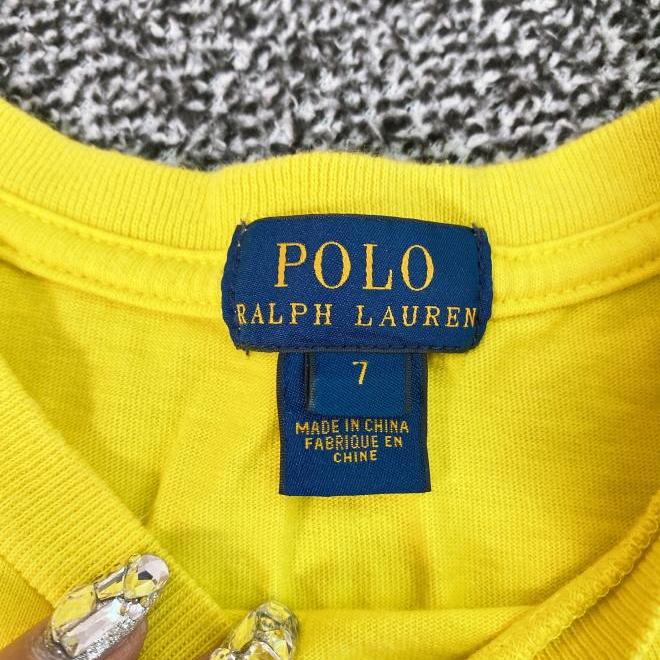 POLO
RALPH LAUREN
7
MADE IN CHINA
FABRIQUE EN
CHINE